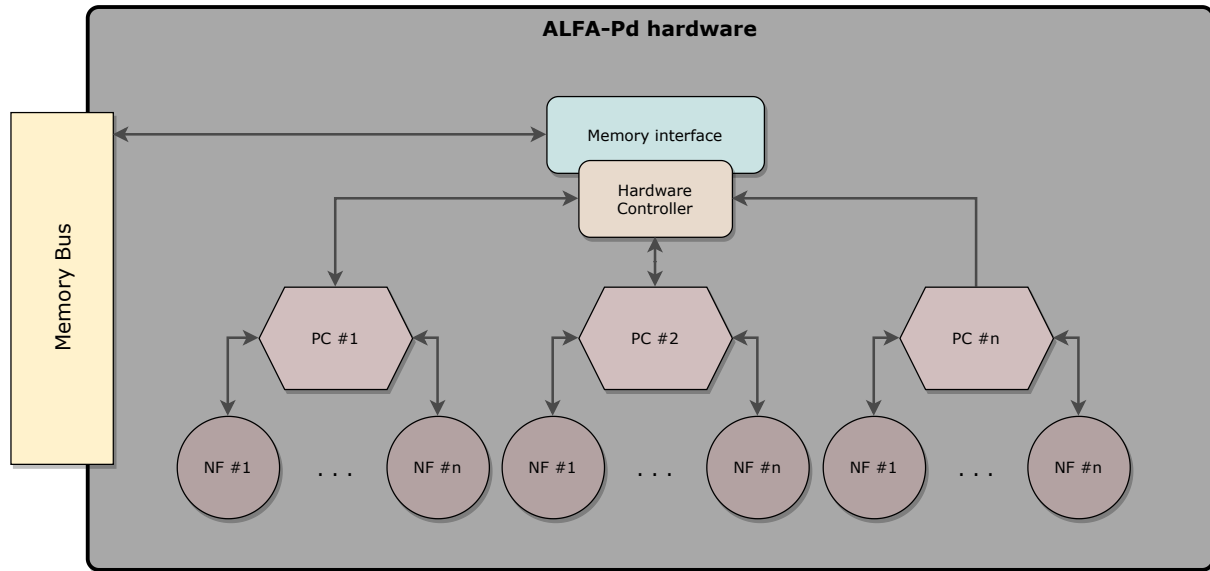 ALFA-Pd hardware
Memory Bus
Memory interface
Hardware
Controller
PC #1
PC #2
PC #n
NF #1
. . .
NF #n
NF #1
. . .
NF #n
NF #1
. . .
NF #n